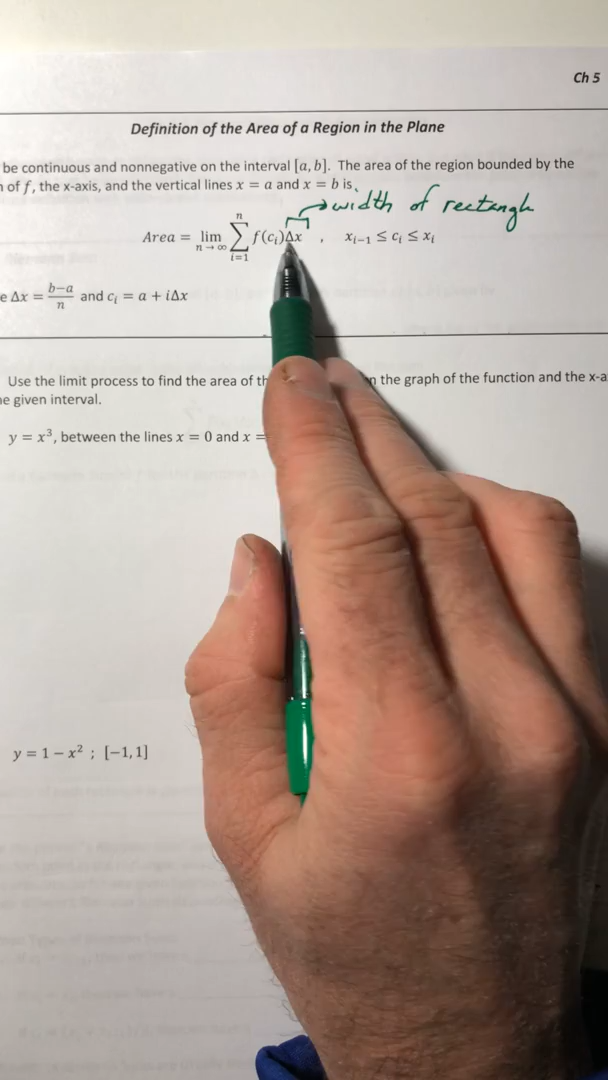 Ch 5
Definition of the Area of a Region in the Plane
be continuous and nonnegative on the interval [a, b]. The area of the region bounded by the
of f, the x-axis, and the vertical lines x = a and x = b is,
width of rectangle
Area = lim n→∞ ∑ i=1 n f(cᵢ)Δx , xᵢ₋₁ ≤ cᵢ ≤ xᵢ
Δx = b−a/n and cᵢ = a + iΔx
Use the limit process to find the area of the graph of the function and the x-a
given interval.
y = x³, between the lines x = 0 and x =
y = 1 − x² ; [−1, 1]